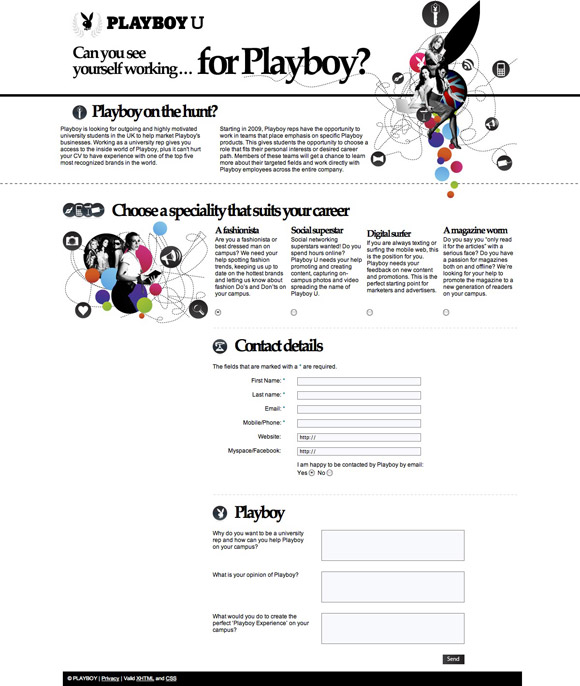 PLAYBOY U
Can you see
yourself working... for Playboy?
Playboy on the hunt?
Playboy is looking for outgoing and highly motivated
university students in the UK to help market Playboy's
businesses. Working as a university rep gives you
access to the inside world of Playboy, plus it can't hurt
your CV to have experience with one of the top five
most recognized brands in the world.
Starting in 2009, Playboy reps have the opportunity to
work in teams that place emphasis on specific Playboy
products. This gives students the opportunity to choose a
role that fits their personal interests or desired career
path. Members of these teams will get a chance to learn
more about their targeted fields and work directly with
Playboy employees across the entire company.
Choose a speciality that suits your career
A fashionista
Are you a fashionista or
best dressed man on
campus? We need your
help spotting fashion
trends, keeping us up to
date on the hottest brands
and letting us know about
fashion Do's and Don'ts on
your campus.
Social superstar
Social networking
superstars wanted! Do you
spend hours online?
Playboy U needs your help
promoting and creating
content, capturing on-
campus photos and video
spreading the name of
Playboy U.
Digital surfer
If you are always texting or
surfing the mobile web, this
is the position for you.
Playboy needs your
feedback on new content
and promotions. This is the
perfect starting point for
marketers and advertisers.
A magazine worm
Do you say you "only read
it for the articles" with a
serious face? Do you have
a passion for magazines
both on and offline? We're
looking for your help to
promote the magazine to a
new generation of readers
on your campus.
Contact details
The fields that are marked with a * are required.
First Name: *
Last name: *
Email: *
Mobile/Phone: *
Website: http://
Myspace/Facebook: http://
I am happy to be contacted by Playboy by email:
Yes No
Playboy
Why do you want to be a university
rep and how can you help Playboy
on your campus?
What is your opinion of Playboy?
What would you do to create the
perfect 'Playboy Experience' on your
campus?
Send
© PLAYBOY | Privacy | Valid XHTML and CSS